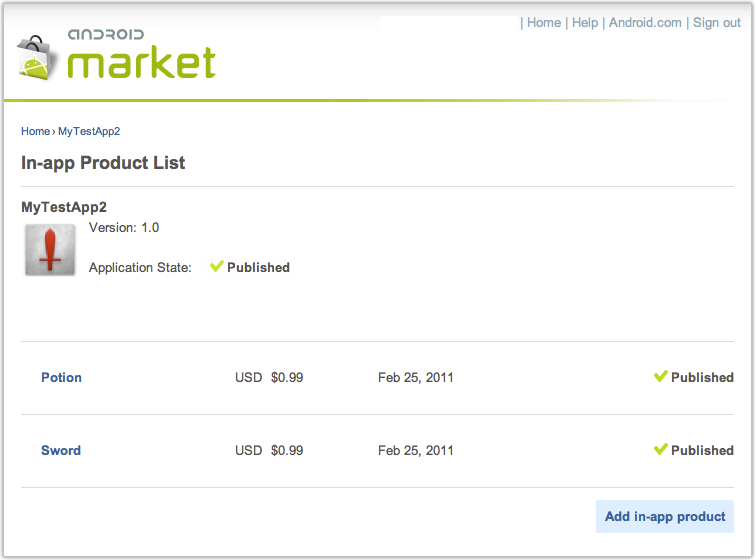 | Home | Help | Android.com | Sign out
ANDROID
market
Home › MyTestApp2
In-app Product List
MyTestApp2
Version: 1.0
Application State: Published
Potion USD $0.99 Feb 25, 2011 Published
Sword USD $0.99 Feb 25, 2011 Published
Add in-app product